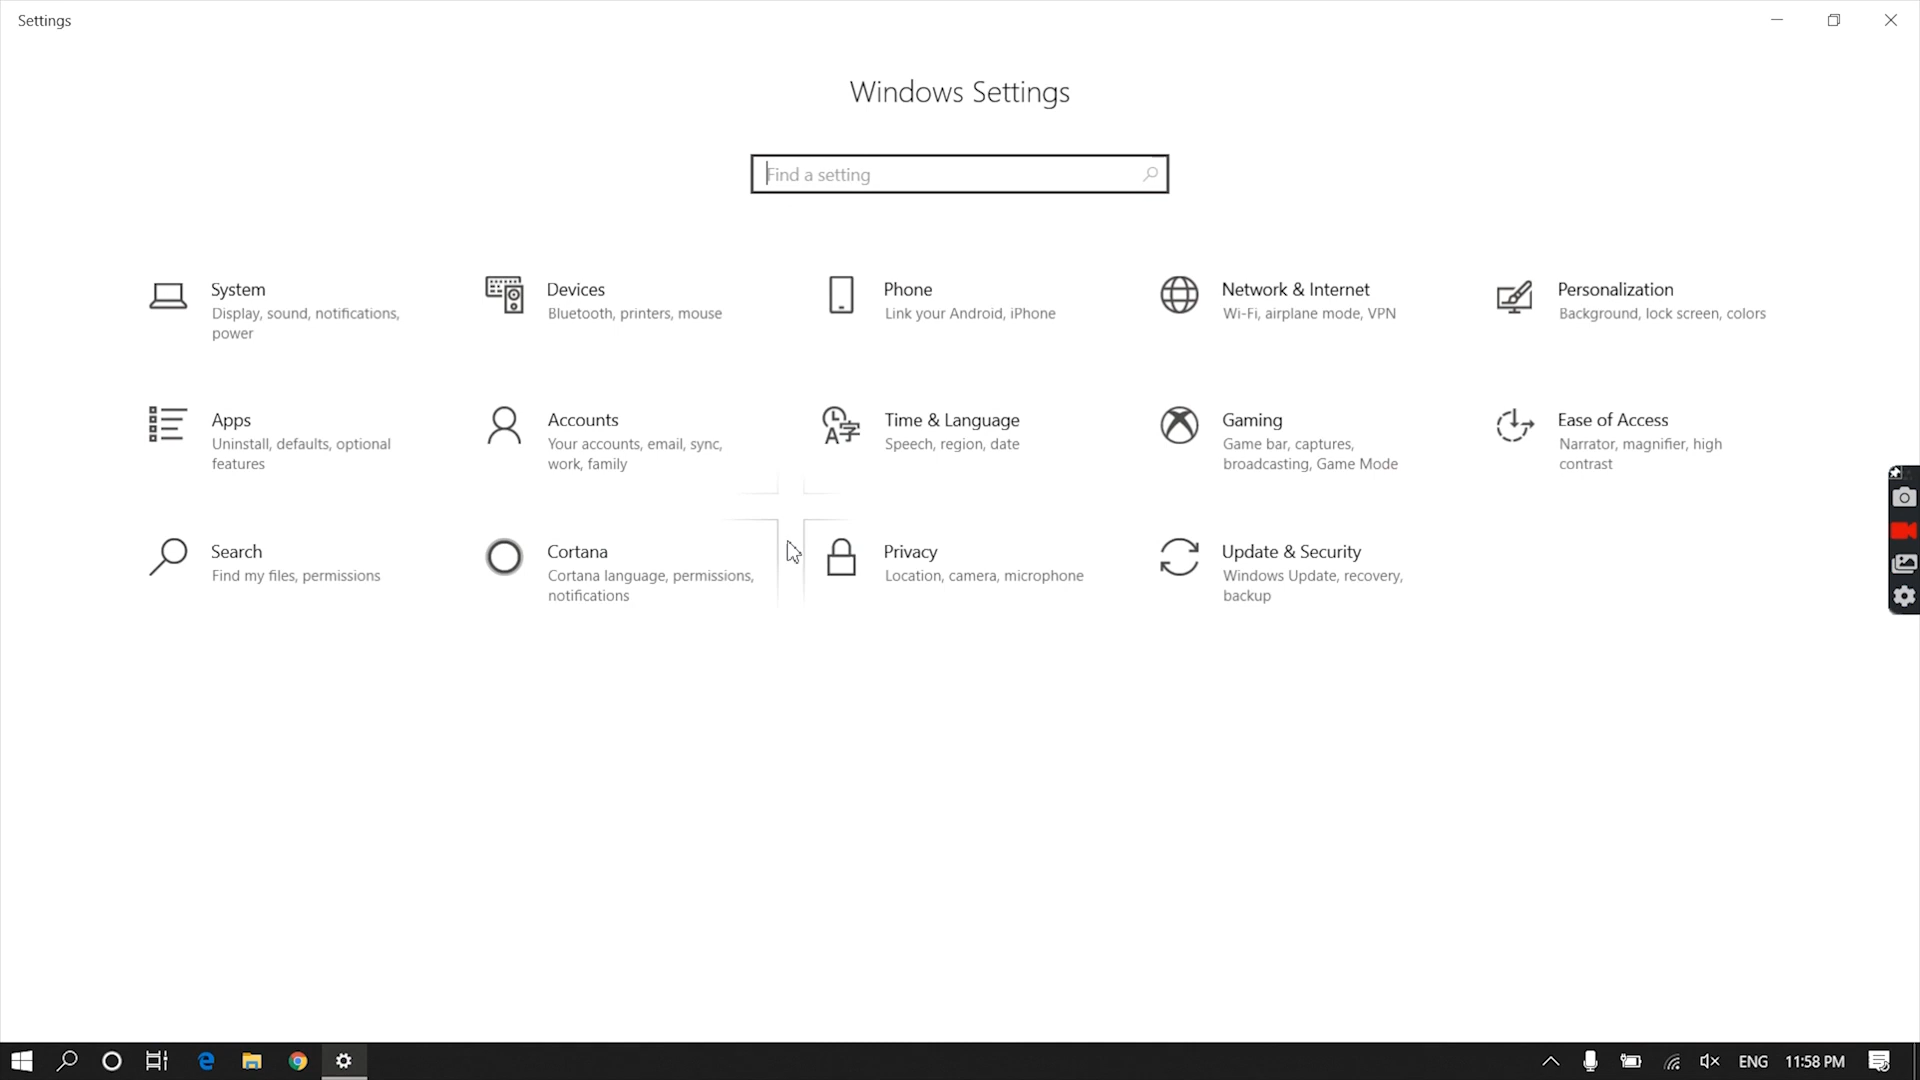 Settings
Windows Settings
Find a setting
System
Display, sound, notifications,
power
Devices
Bluetooth, printers, mouse
Phone
Link your Android, iPhone
Network & Internet
Wi-Fi, airplane mode, VPN
Personalization
Background, lock screen, colors
Apps
Uninstall, defaults, optional
features
Accounts
Your accounts, email, sync,
work, family
Time & Language
Speech, region, date
Gaming
Game bar, captures,
broadcasting, Game Mode
Ease of Access
Narrator, magnifier, high
contrast
Search
Find my files, permissions
Cortana
Cortana language, permissions,
notifications
Privacy
Location, camera, microphone
Update & Security
Windows Update, recovery,
backup
ENG
11:58 PM